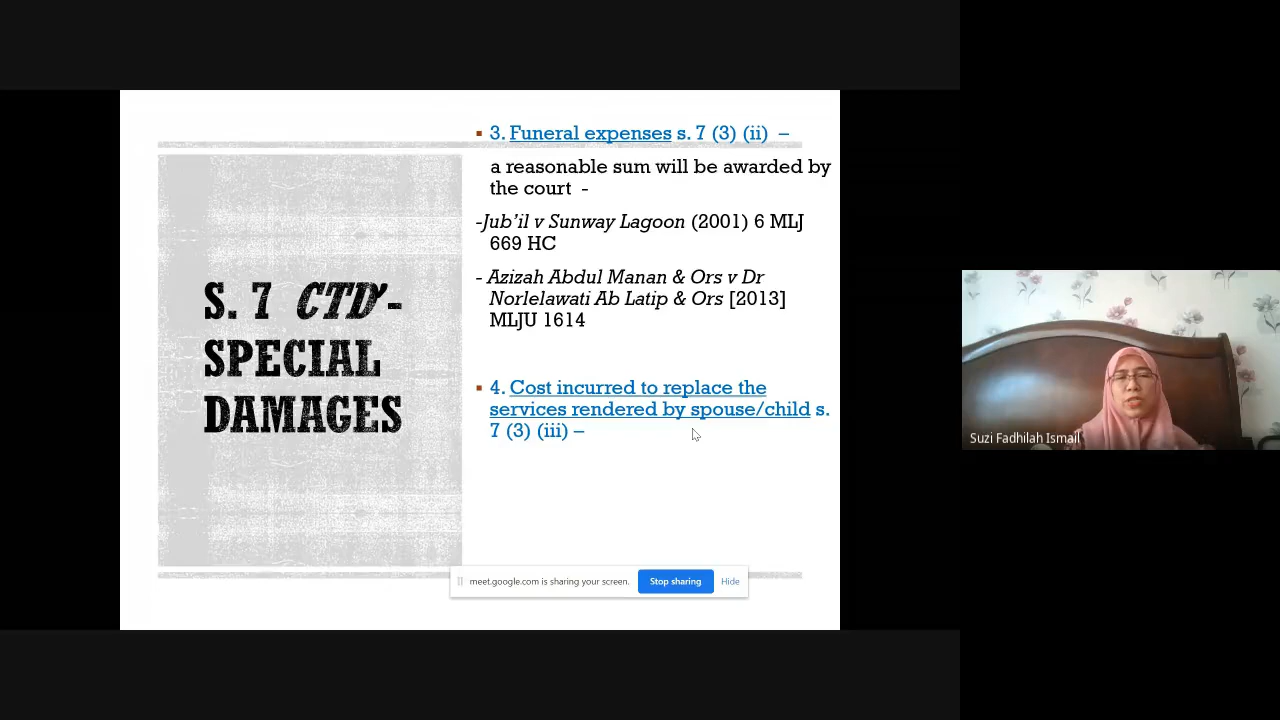 S. 7 CTD'-
SPECIAL
DAMAGES
▪ 3. Funeral expenses s. 7 (3) (ii) –
a reasonable sum will be awarded by
the court -
-Jub'il v Sunway Lagoon (2001) 6 MLJ
669 HC
- Azizah Abdul Manan & Ors v Dr
Norlelawati Ab Latip & Ors [2013]
MLJU 1614
▪ 4. Cost incurred to replace the
services rendered by spouse/child s.
7 (3) (iii) –
meet.google.com is sharing your screen.
Stop sharing
Hide
Suzi Fadhilah Ismail